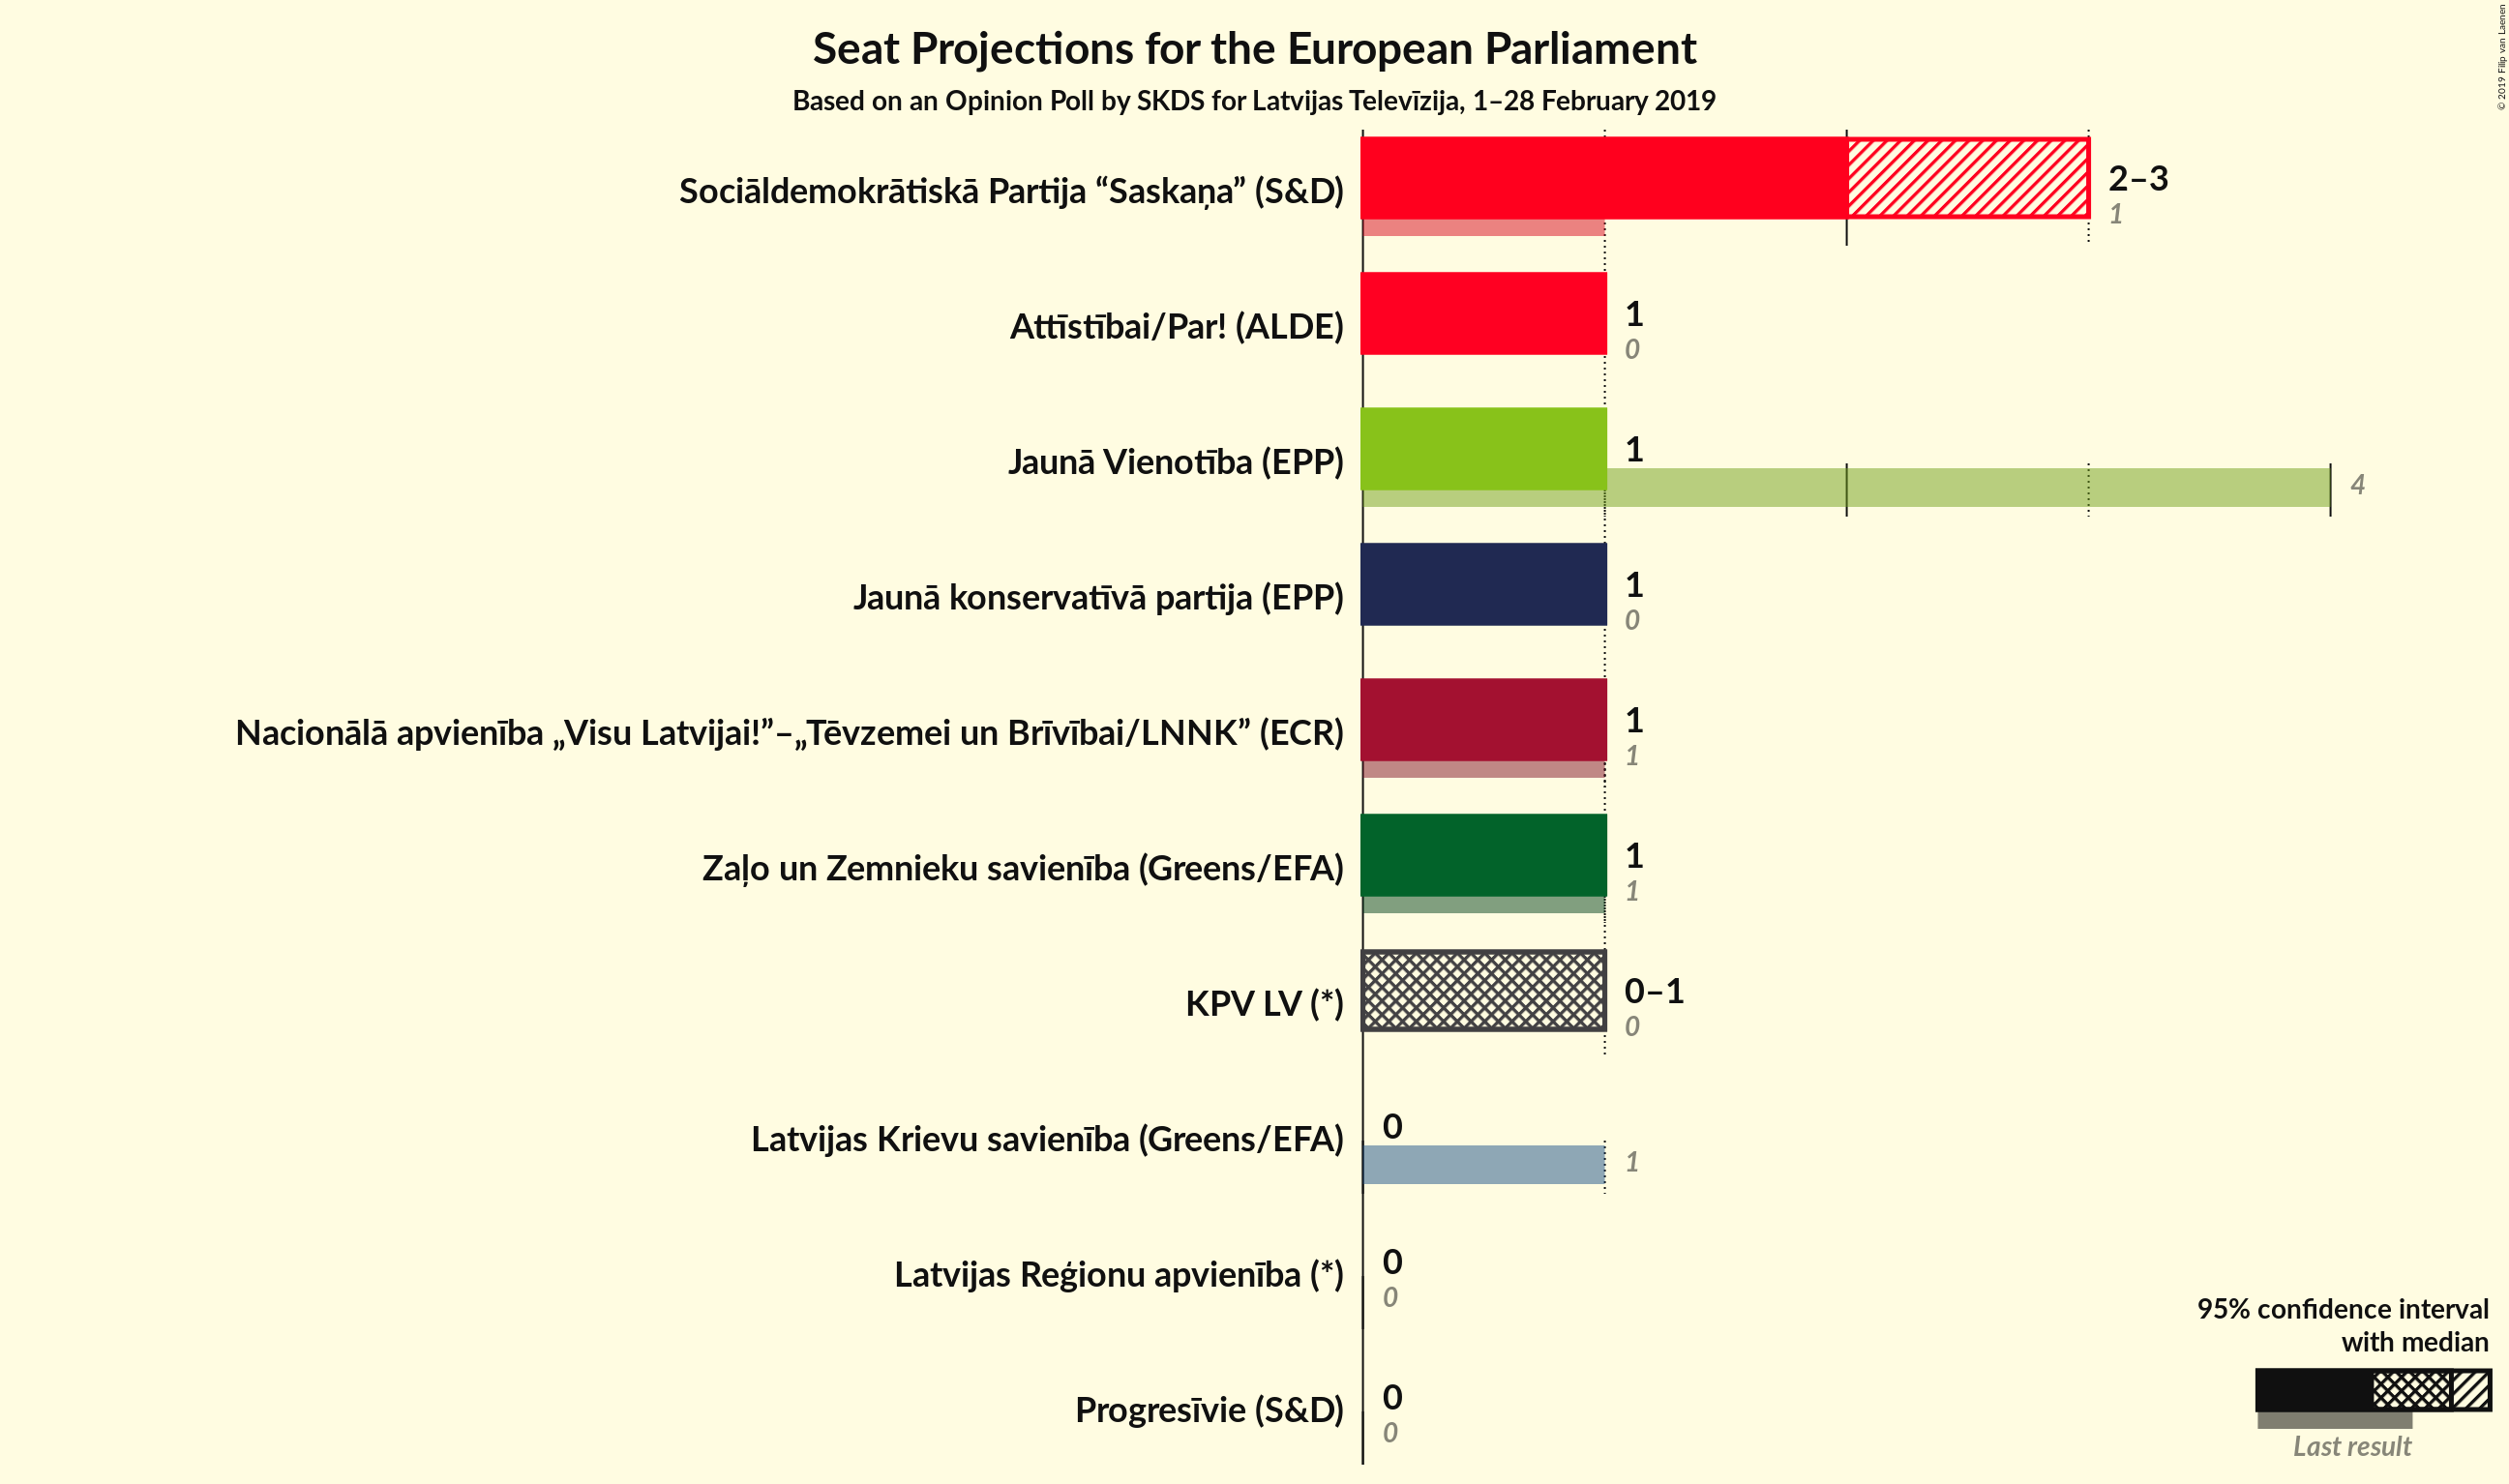 Seat Projections for the European Parliament
Based on an Opinion Poll by SKDS for Latvijas Televīzija, 1–28 February 2019
© 2019 Filip van Laenen
Sociāldemokrātiskā Partija “Saskaņa” (S&D)
2–3
1
Attīstībai/Par! (ALDE)
1
0
Jaunā Vienotība (EPP)
1
4
Jaunā konservatīvā partija (EPP)
1
0
Nacionālā apvienība „Visu Latvijai!”–„Tēvzemei un Brīvībai/LNNK” (ECR)
1
1
Zaļo un Zemnieku savienība (Greens/EFA)
1
1
KPV LV (*)
0–1
0
Latvijas Krievu savienība (Greens/EFA)
0
1
Latvijas Reģionu apvienība (*)
0
0
Progresīvie (S&D)
0
0
95% confidence interval
with median
Last result